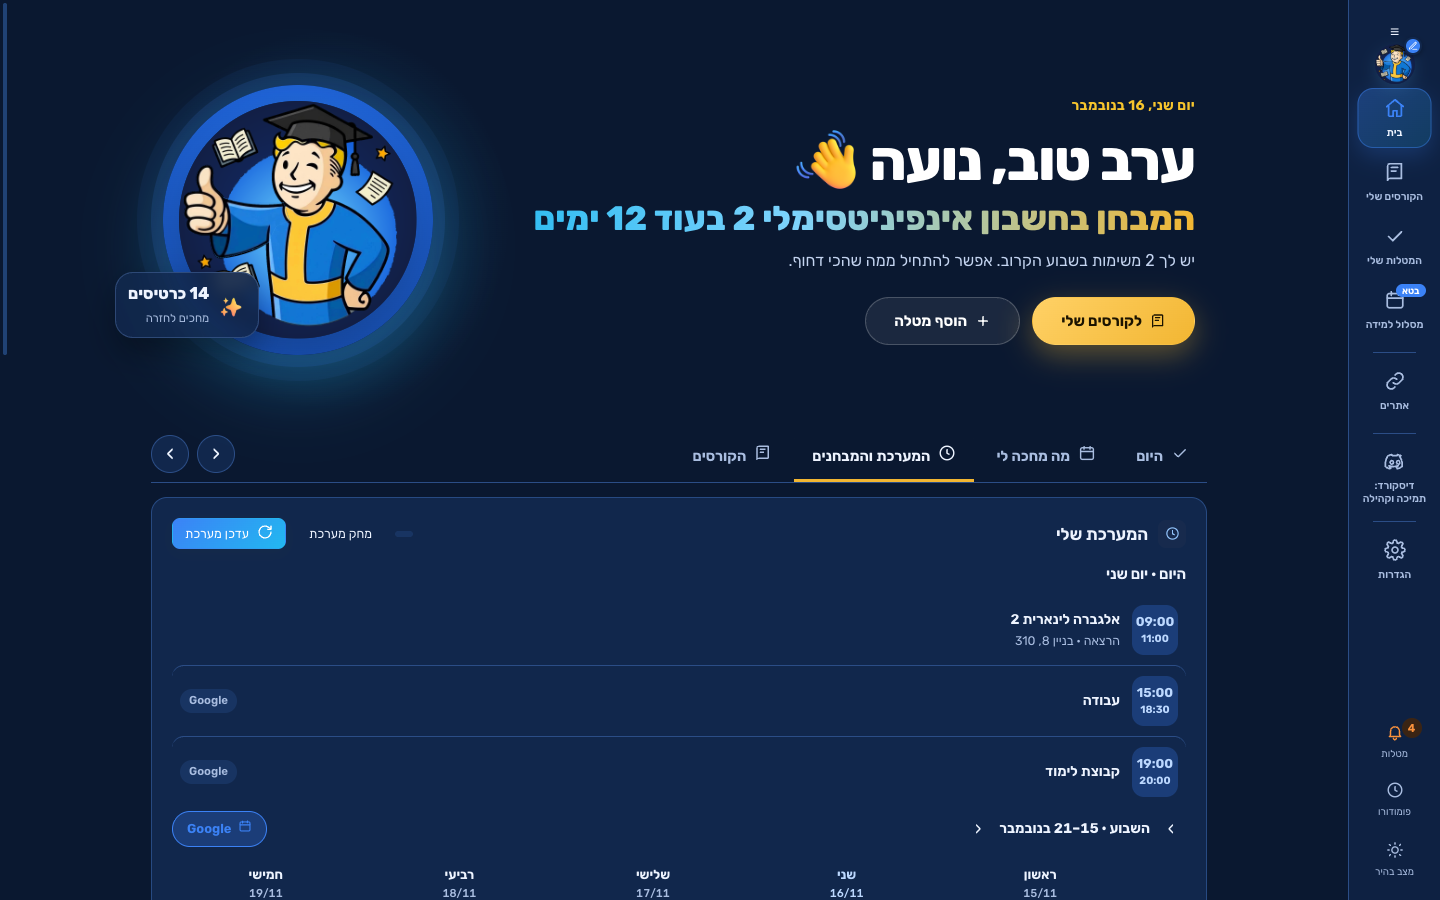 בית
הקורסים שלי
המטלות שלי
בטא
מסלול למידה
אתרים
דיסקורד:
תמיכה וקהילה
הגדרות
4
מטלות
פומודורו
מצב בהיר
יום שני, 16 בנובמבר
ערב טוב, נועה
המבחן בחשבון אינפיניטסימלי 2 בעוד 12 ימים
יש לך 2 משימות בשבוע הקרוב. אפשר להתחיל ממה שהכי דחוף.
לקורסים שלי
הוסף מטלה
14 כרטיסים
מחכים לחזרה
היום
מה מחכה לי
המערכת והמבחנים
הקורסים
המערכת שלי
מחק מערכת
עדכן מערכת
היום • יום שני
09:00
11:00
אלגברה לינארית 2
הרצאה • בניין 8, 310
15:00
18:30
עבודה
Google
19:00
20:00
קבוצת לימוד
Google
השבוע • 15–21 בנובמבר
Google
ראשון
שני
שלישי
רביעי
חמישי
15/11
16/11
17/11
18/11
19/11